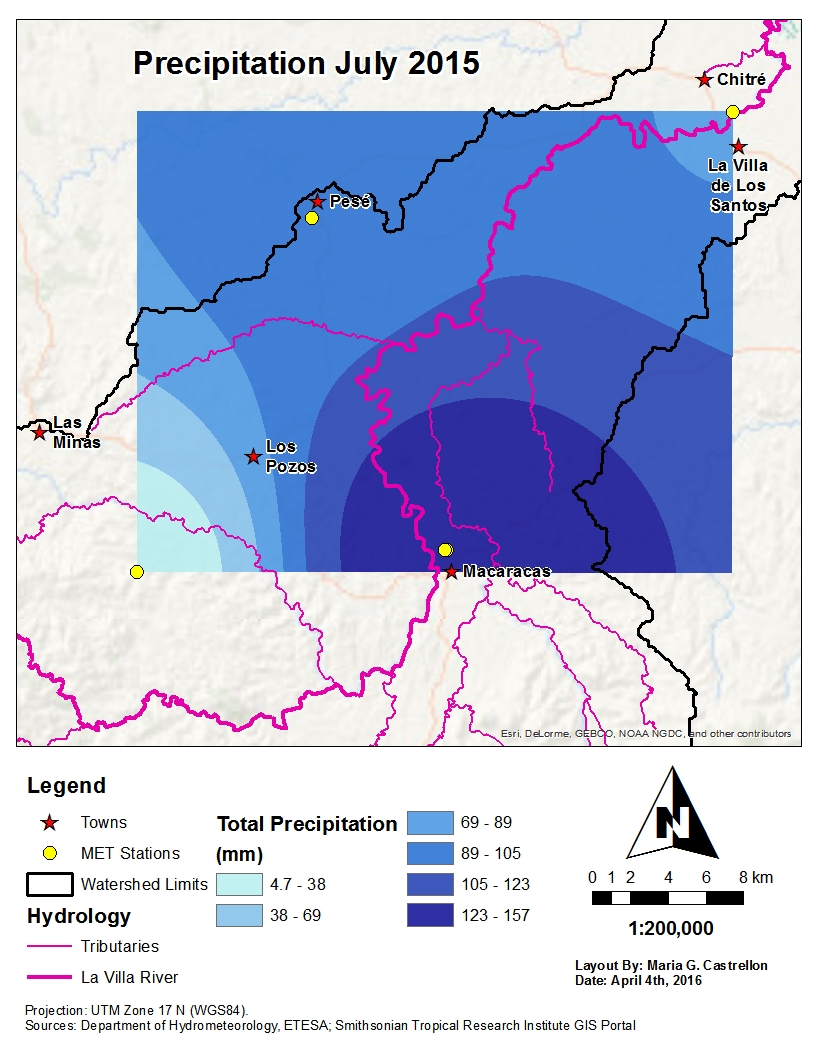 Precipitation July 2015
Chitré
La Villa
de Los
Santos
Pesé
Las
Minas
Los
Pozos
Macaracas
Esri, DeLorme, GEBCO, NOAA NGDC, and other contributors
Legend
Towns
MET Stations
Watershed Limits
Hydrology
Tributaries
La Villa River
Total Precipitation
(mm)
4.7 - 38
38 - 69
69 - 89
89 - 105
105 - 123
123 - 157
N
0 1 2 4 6 8 km
1:200,000
Layout By: Maria G. Castrellon
Date: April 4th, 2016
Projection: UTM Zone 17 N (WGS84).
Sources: Department of Hydrometeorology, ETESA; Smithsonian Tropical Research Institute GIS Portal